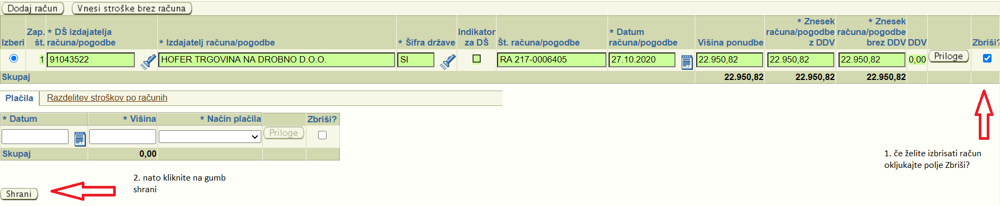 Dodaj račun Vnesi stroške brez računa
Izberi Zap. št. * DŠ izdajatelja računa/pogodbe * Izdajatelj računa/pogodbe * Šifra države Indikator za DŠ Št. računa/pogodbe * Datum računa/pogodbe Višina ponudbe * Znesek računa/pogodbe z DDV * Znesek računa/pogodbe brez DDV DDV Zbriši?
1 91043522 HOFER TRGOVINA NA DROBNO D.O.O. SI RA 217-0006405 27.10.2020 22.950,82 22.950,82 22.950,82 0,00 Priloge
Skupaj 22.950,82 22.950,82 22.950,82
Plačila Razdelitev stroškov po računih
* Datum * Višina * Način plačila Zbriši?
Priloge
Skupaj 0,00
1. če želite izbrisati račun
okljukajte polje Zbriši?
2. nato kliknite na gumb
shrani
Shrani